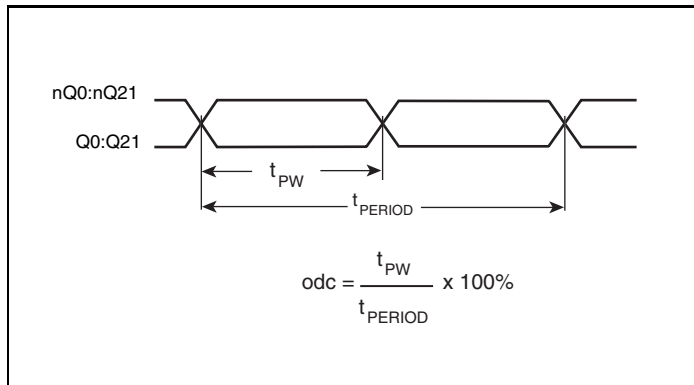 nQ0:nQ21
Q0:Q21
tPW
tPERIOD
odc = tPW / tPERIOD x 100%